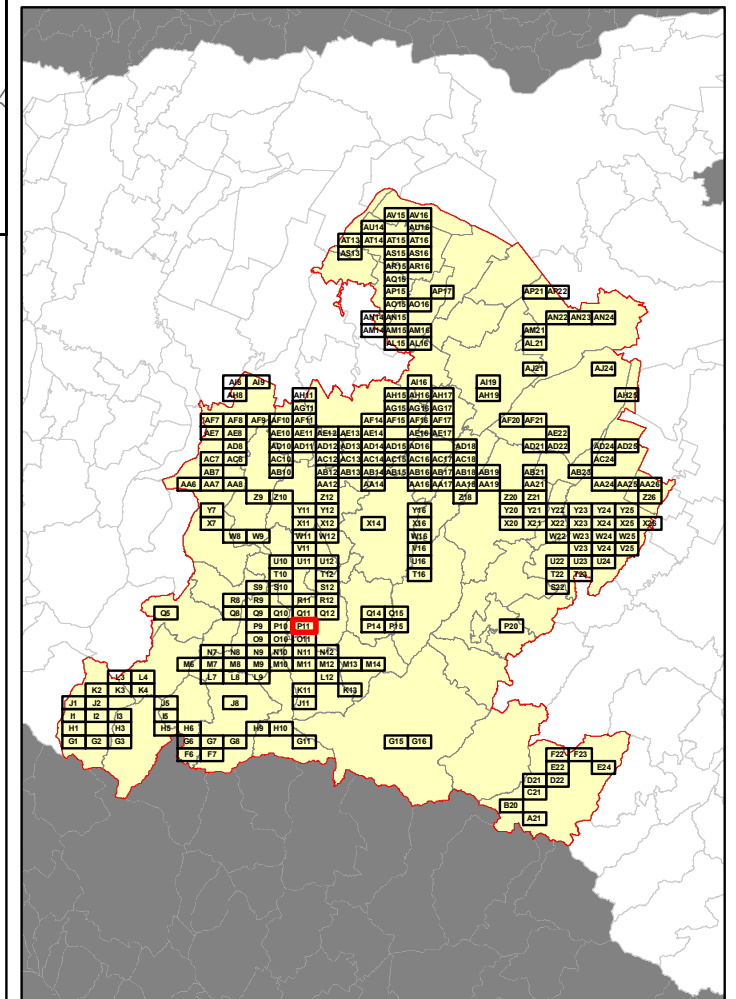 AV15 AV16
AU14 AU16
AT13 AT14 AT15 AT16
AS13 AS15 AS16
AR15 AR16
AQ15
AP15 AP17 AP21 AP22
AO15 AO16
AN14 AN15 AN22 AN23 AN24
AM14 AM15 AM16 AM21
AL15 AL16 AL21
AJ21 AJ24
AI8 AI9 AI16 AI19
AH8 AH11 AH15 AH16 AH17 AH19 AH25
AG11 AG15 AG16 AG17
AF7 AF8 AF9 AF10 AF11 AF14 AF15 AF16 AF17 AF20 AF21
AE7 AE8 AE10 AE11 AE12 AE13 AE14 AE16 AE17 AE22
AD8 AD10 AD11 AD12 AD13 AD14 AD15 AD16 AD18 AD21 AD22 AD24 AD25
AC7 AC8 AC10 AC12 AC13 AC14 AC15 AC16 AC17 AC18 AC24
AB7 AB10 AB12 AB13 AB14 AB15 AB16 AB17 AB18 AB19 AB21 AB23
AA6 AA7 AA8 AA12 AA14 AA16 AA17 AA18 AA19 AA21 AA24 AA25 AA26
Z9 Z10 Z12 Z18 Z20 Z21 Z26
Y7 Y11 Y12 Y16 Y20 Y21 Y22 Y23 Y24 Y25
X7 X11 X12 X14 X16 X20 X21 X22 X23 X24 X25 X26
W8 W9 W11 W12 W16 W22 W23 W24 W25
V11 V16 V23 V24 V25
U10 U11 U12 U16 U22 U23 U24
T10 T12 T16 T22 T23
S9 S10 S12 S22
R8 R9 R11 R12
Q5 Q8 Q9 Q10 Q11 Q12 Q14 Q15
P9 P10 P11 P14 P15 P20
O9 O10 O11
N7 N8 N9 N10 N11 N12
M6 M7 M8 M9 M10 M11 M12 M13 M14
L3 L4 L7 L8 L9 L12
K2 K3 K4 K11 K13
J1 J2 J5 J8 J11
I1 I2 I3 I5
H1 H3 H5 H6 H9 H10
G1 G2 G3 G6 G7 G8 G11 G15 G16
F6 F7 F22 F23
E22 E24
D21 D22
C21
B20
A21